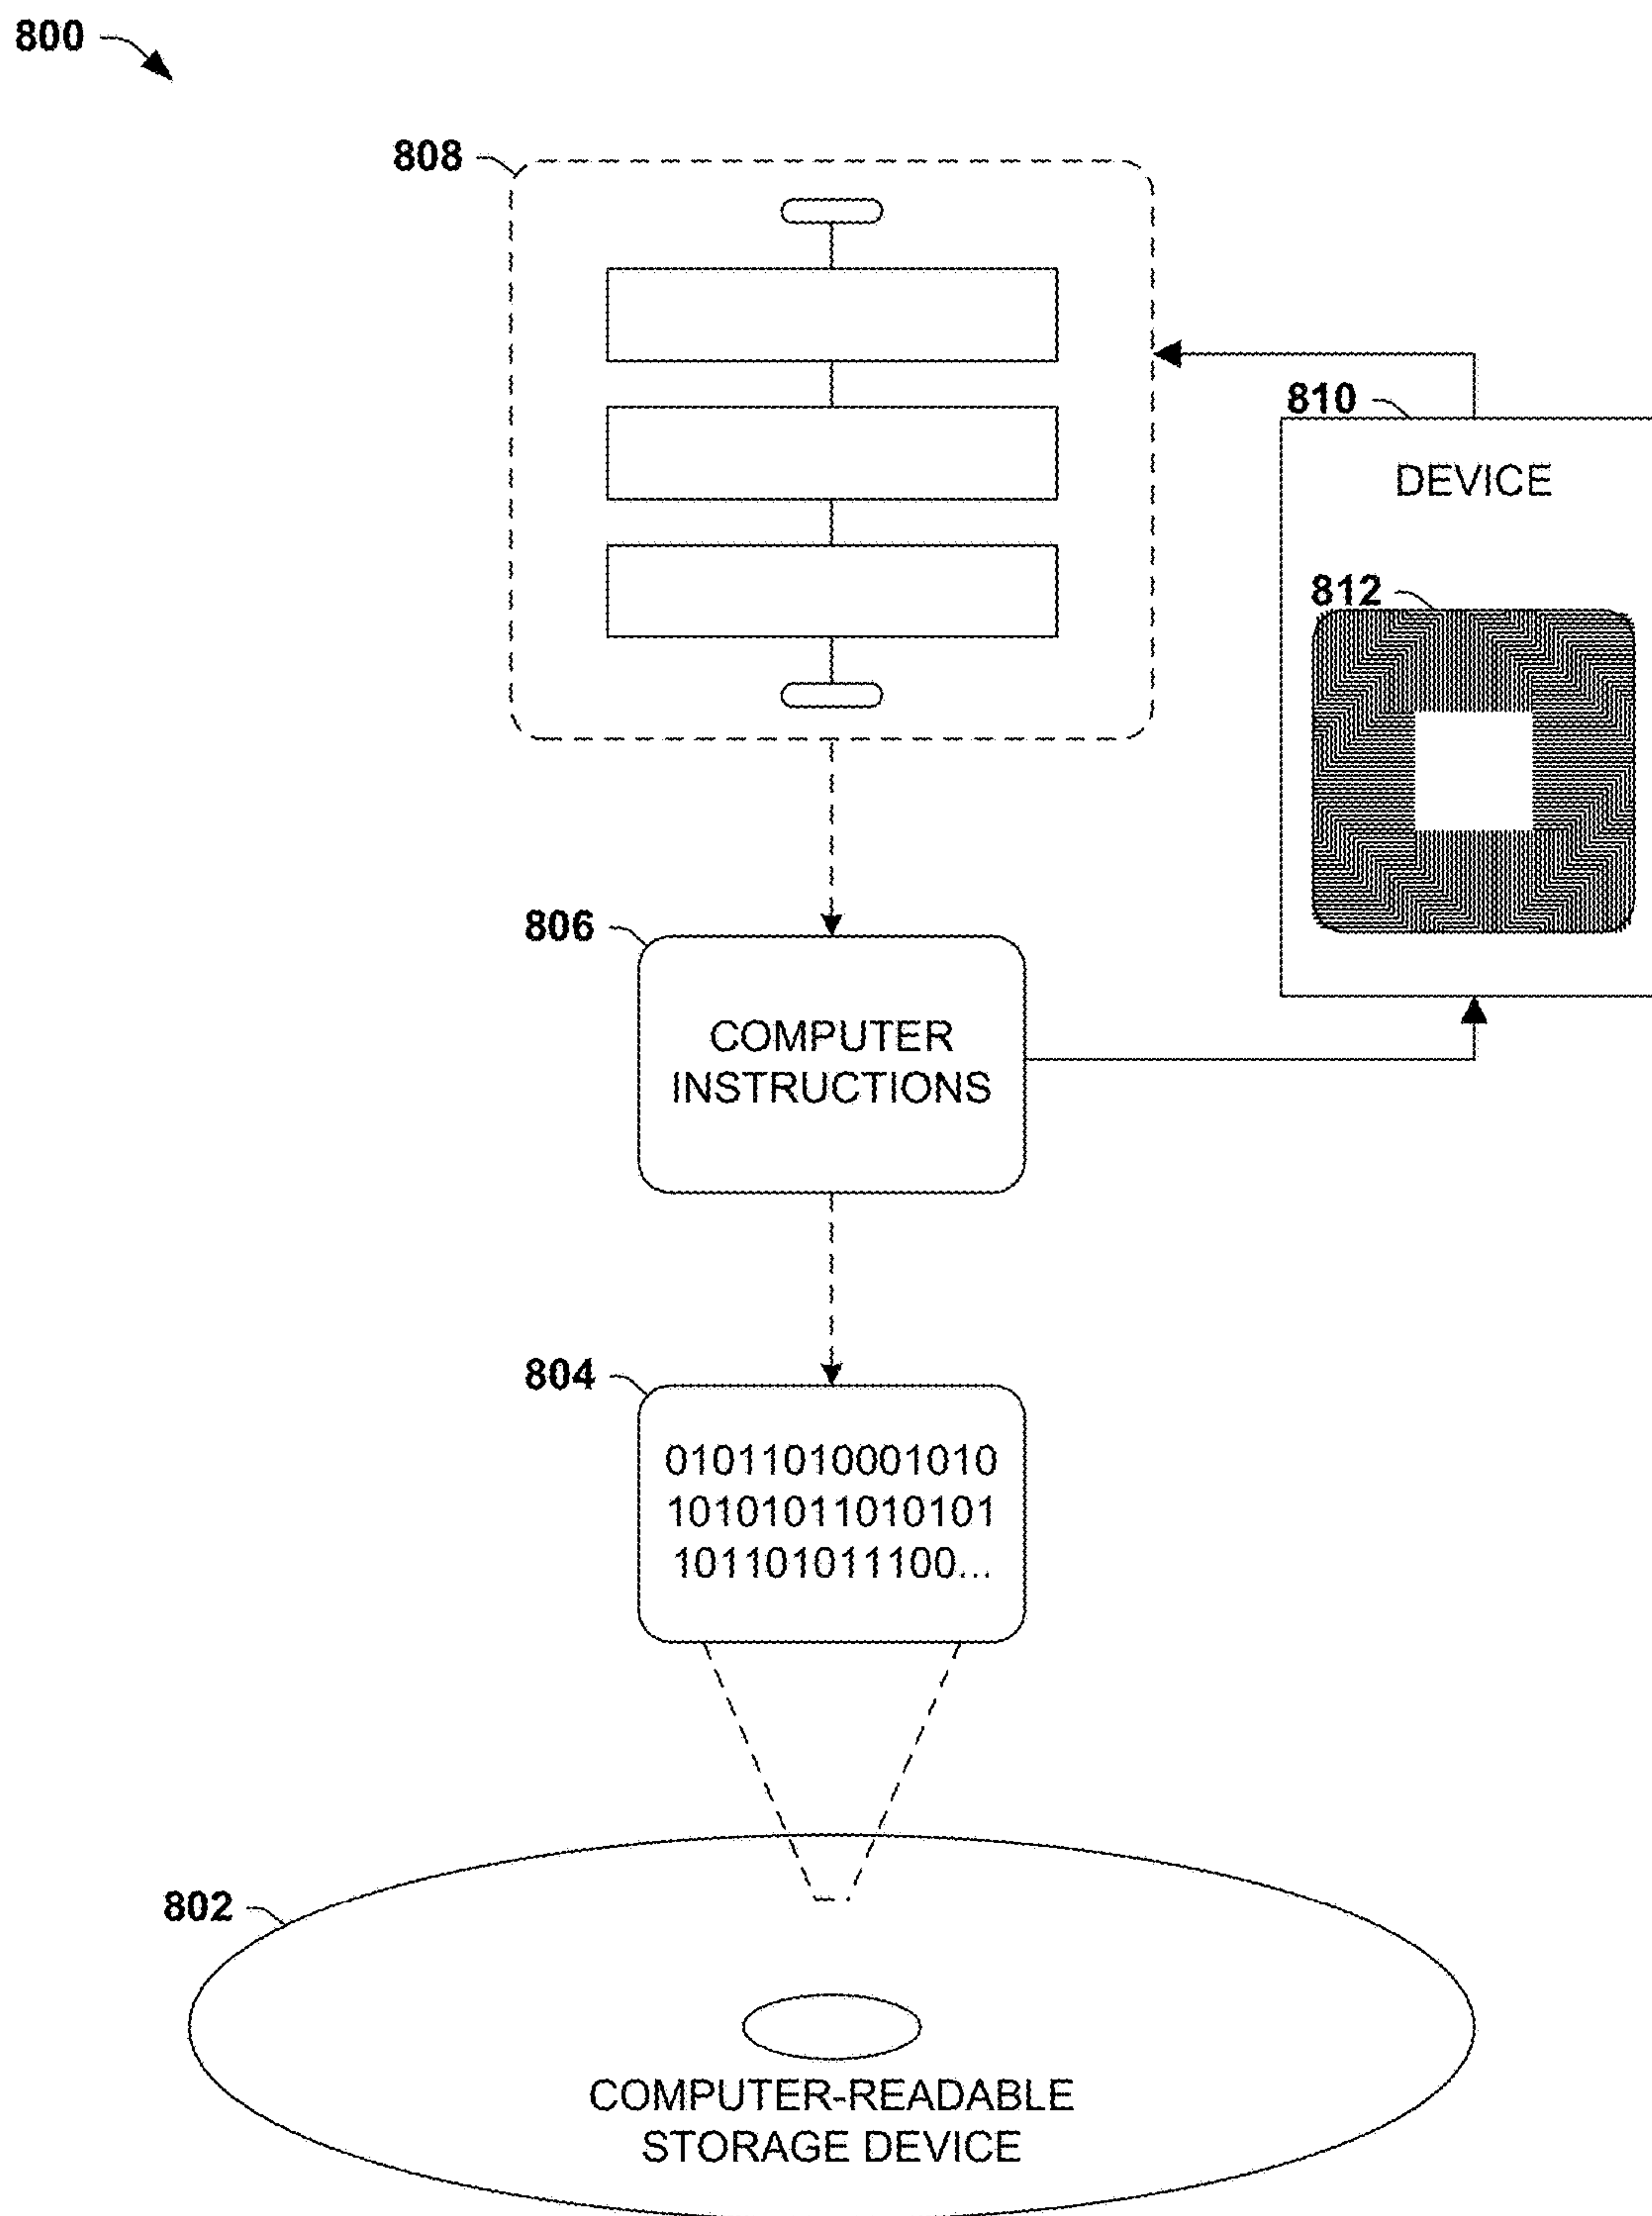 800
808
810
DEVICE
812
806
COMPUTER
INSTRUCTIONS
804
01011010001010
10101011010101
101101011100...
802
COMPUTER-READABLE
STORAGE DEVICE